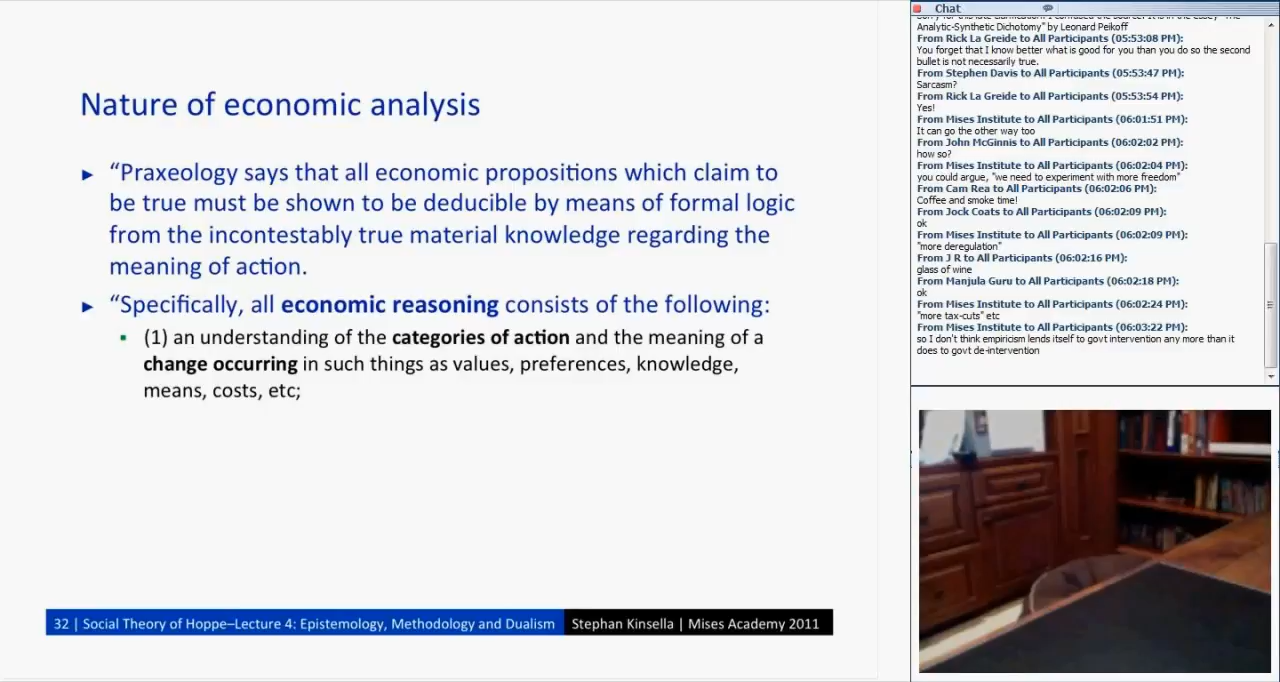 Nature of economic analysis
► “Praxeology says that all economic propositions which claim to
be true must be shown to be deducible by means of formal logic
from the incontestably true material knowledge regarding the
meaning of action.
► “Specifically, all economic reasoning consists of the following:
▪ (1) an understanding of the categories of action and the meaning of a
change occurring in such things as values, preferences, knowledge,
means, costs, etc;
32 | Social Theory of Hoppe–Lecture 4: Epistemology, Methodology and Dualism
Stephan Kinsella | Mises Academy 2011
Chat
Analytic-Synthetic Dichotomy" by Leonard Peikoff
From Rick La Greide to All Participants (05:53:08 PM):
You forget that I know better what is good for you than you do so the second
bullet is not necessarily true.
From Stephen Davis to All Participants (05:53:47 PM):
Sarcasm?
From Rick La Greide to All Participants (05:53:54 PM):
Yes!
From Mises Institute to All Participants (06:01:51 PM):
It can go the other way too
From John McGinnis to All Participants (06:02:02 PM):
how so?
From Mises Institute to All Participants (06:02:04 PM):
you could argue, "we need to experiment with more freedom"
From Cam Rea to All Participants (06:02:06 PM):
Coffee and smoke time!
From Jock Coats to All Participants (06:02:09 PM):
ok
From Mises Institute to All Participants (06:02:09 PM):
"more deregulation"
From J R to All Participants (06:02:16 PM):
glass of wine
From Manjula Guru to All Participants (06:02:18 PM):
ok
From Mises Institute to All Participants (06:02:24 PM):
"more tax-cuts" etc
From Mises Institute to All Participants (06:03:22 PM):
so I don't think empiricism lends itself to govt intervention any more than it
does to govt de-intervention